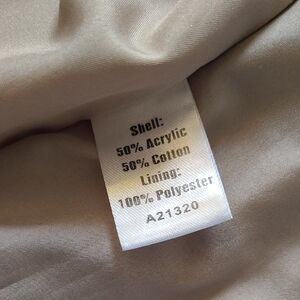 Shell:
50% Acrylic
50% Cotton
Lining:
100% Polyester
A21320